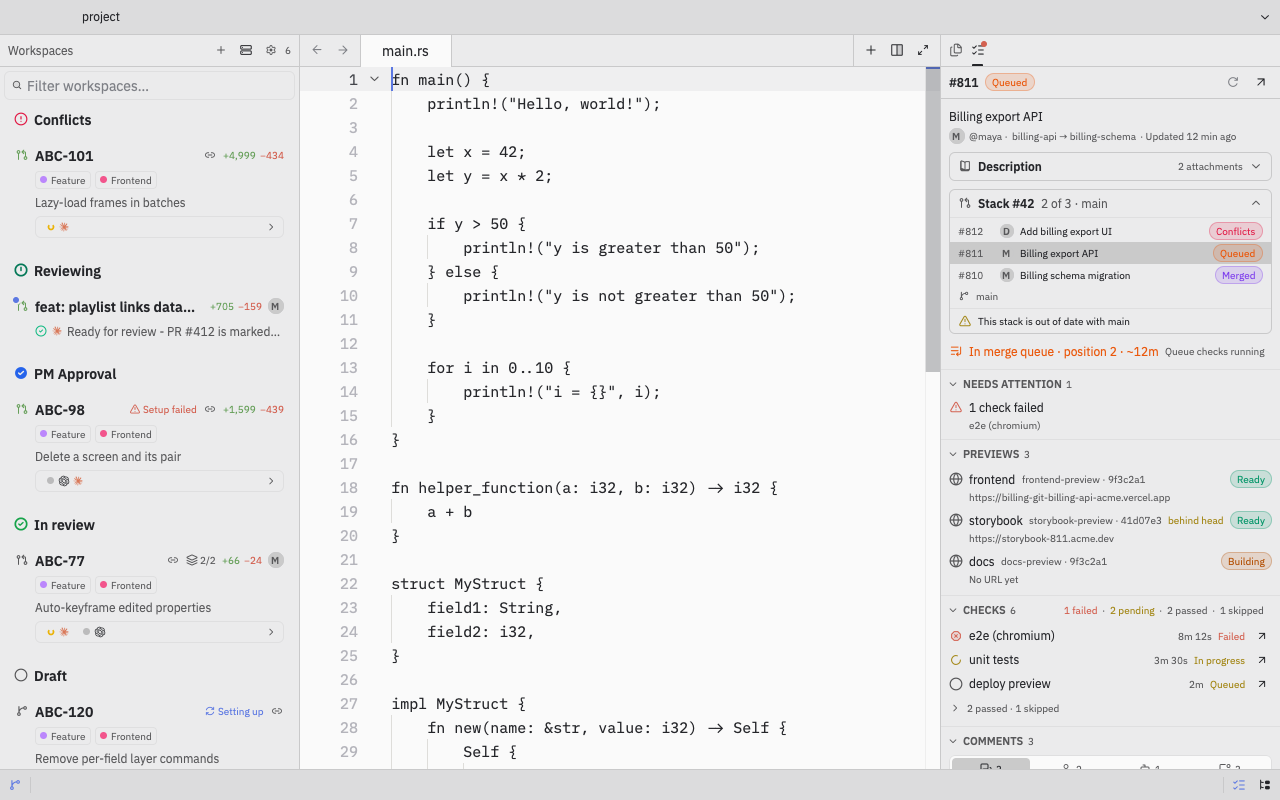 project
Workspaces
6
Filter workspaces...
Conflicts
ABC-101 +4,999 −434
Feature Frontend
Lazy-load frames in batches
Reviewing
feat: playlist links data... +705 −159 M
Ready for review - PR #412 is marked...
PM Approval
ABC-98 Setup failed +1,599 −439
Feature Frontend
Delete a screen and its pair
In review
ABC-77 2/2 +66 −24 M
Feature Frontend
Auto-keyframe edited properties
Draft
ABC-120 Setting up
Feature Frontend
Remove per-field layer commands
main.rs
1 fn main() {
2 println!("Hello, world!");
3
4 let x = 42;
5 let y = x * 2;
6
7 if y > 50 {
8 println!("y is greater than 50");
9 } else {
10 println!("y is not greater than 50");
11 }
12
13 for i in 0..10 {
14 println!("i = {}", i);
15 }
16 }
17
18 fn helper_function(a: i32, b: i32) -> i32 {
19 a + b
20 }
21
22 struct MyStruct {
23 field1: String,
24 field2: i32,
25 }
26
27 impl MyStruct {
28 fn new(name: &str, value: i32) -> Self {
29 Self {
#811 Queued
Billing export API
M @maya · billing-api → billing-schema · Updated 12 min ago
Description 2 attachments
Stack #42 2 of 3 · main
#812 D Add billing export UI Conflicts
#811 M Billing export API Queued
#810 M Billing schema migration Merged
main
This stack is out of date with main
In merge queue · position 2 · ~12m Queue checks running
NEEDS ATTENTION 1
1 check failed
e2e (chromium)
PREVIEWS 3
frontend frontend-preview · 9f3c2a1 Ready
https://billing-git-billing-api-acme.vercel.app
storybook storybook-preview · 41d07e3 behind head Ready
https://storybook-811.acme.dev
docs docs-preview · 9f3c2a1 Building
No URL yet
CHECKS 6 1 failed · 2 pending · 2 passed · 1 skipped
e2e (chromium) 8m 12s Failed
unit tests 3m 30s In progress
deploy preview 2m Queued
2 passed · 1 skipped
COMMENTS 3